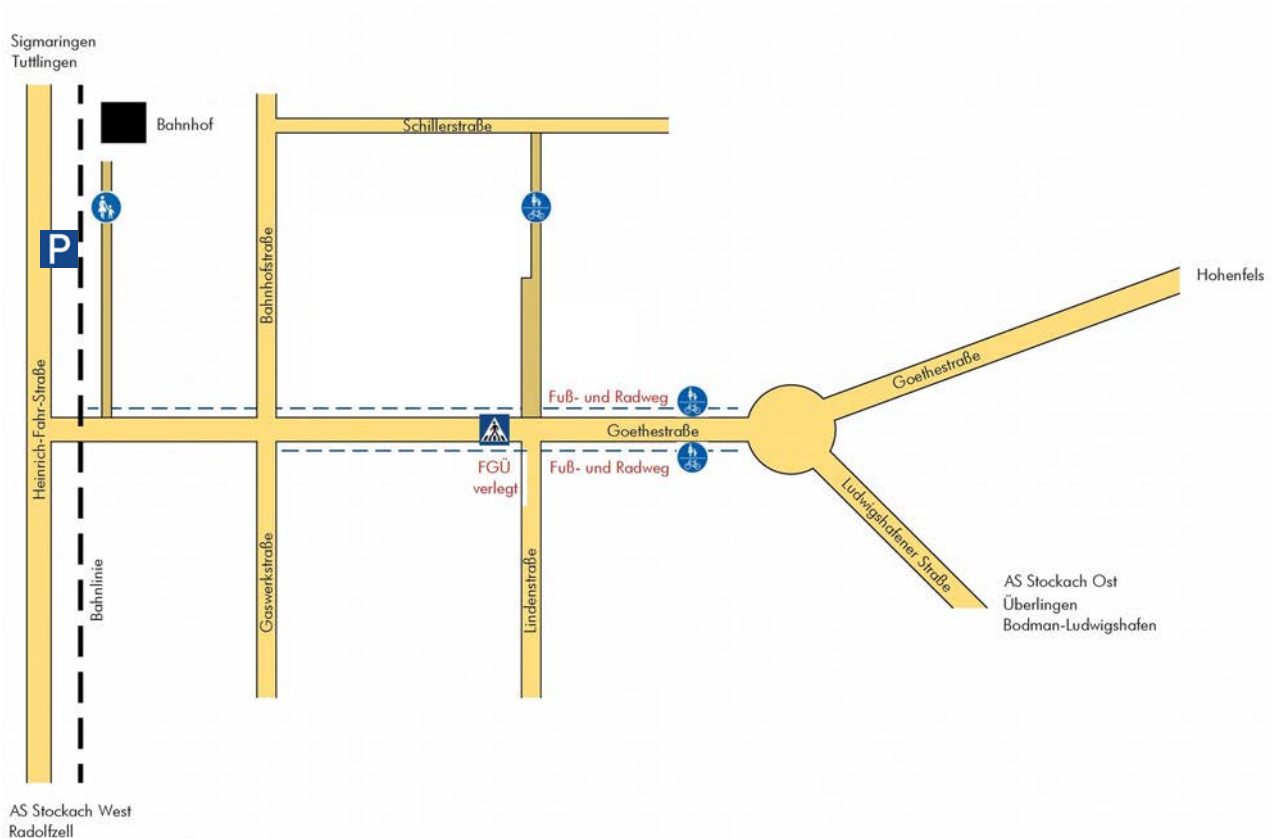 Sigmaringen
Tuttlingen
Bahnhof
Schillerstraße
P
Bahnhofstraße
Hohenfels
Goethestraße
Heinrich-Fahr-Straße
Fuß- und Radweg
Goethestraße
FGÜ
verlegt
Fuß- und Radweg
Ludwigshafener Straße
Bahnlinie
Gaswerkstraße
Lindenstraße
AS Stockach Ost
Überlingen
Bodman-Ludwigshafen
AS Stockach West
Radolfzell